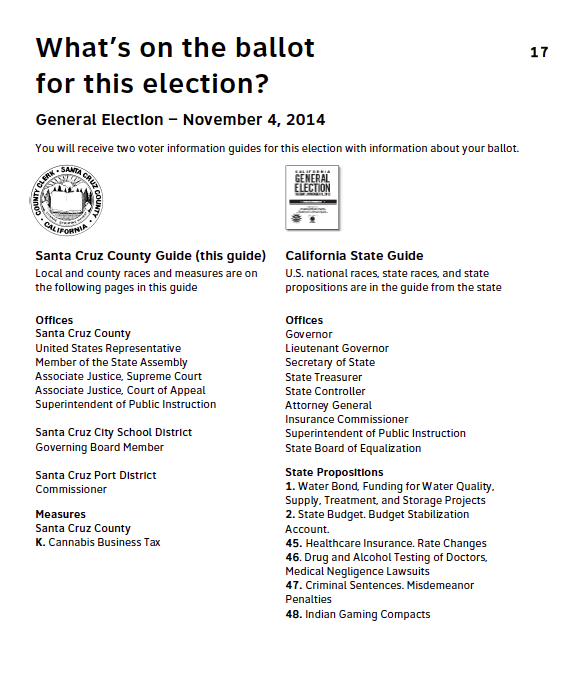 What's on the ballot
for this election?
17
General Election – November 4, 2014
You will receive two voter information guides for this election with information about your ballot.
COUNTY CLERK • SANTA CRUZ COUNTY
• CALIFORNIA •
CALIFORNIA
GENERAL
ELECTION
Santa Cruz County Guide (this guide)
Local and county races and measures are on
the following pages in this guide
Offices
Santa Cruz County
United States Representative
Member of the State Assembly
Associate Justice, Supreme Court
Associate Justice, Court of Appeal
Superintendent of Public Instruction
Santa Cruz City School District
Governing Board Member
Santa Cruz Port District
Commissioner
Measures
Santa Cruz County
K. Cannabis Business Tax
California State Guide
U.S. national races, state races, and state
propositions are in the guide from the state
Offices
Governor
Lieutenant Governor
Secretary of State
State Treasurer
State Controller
Attorney General
Insurance Commissioner
Superintendent of Public Instruction
State Board of Equalization
State Propositions
1. Water Bond, Funding for Water Quality,
Supply, Treatment, and Storage Projects
2. State Budget. Budget Stabilization
Account.
45. Healthcare Insurance. Rate Changes
46. Drug and Alcohol Testing of Doctors,
Medical Negligence Lawsuits
47. Criminal Sentences. Misdemeanor
Penalties
48. Indian Gaming Compacts